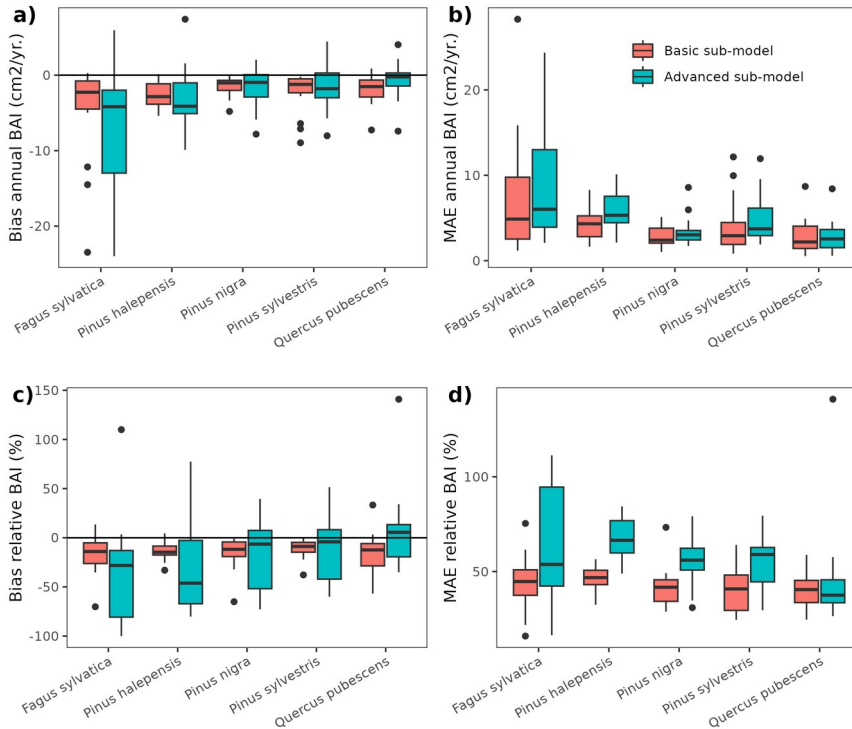 a)
Bias annual BAI (cm2/yr.)
0
-10
-20
Fagus sylvatica
Pinus halepensis
Pinus nigra
Pinus sylvestris
Quercus pubescens
b)
MAE annual BAI (cm2/yr.)
20
10
0
Basic sub-model
Advanced sub-model
Fagus sylvatica
Pinus halepensis
Pinus nigra
Pinus sylvestris
Quercus pubescens
c)
Bias relative BAI (%)
150
100
50
0
-50
-100
Fagus sylvatica
Pinus halepensis
Pinus nigra
Pinus sylvestris
Quercus pubescens
d)
MAE relative BAI (%)
100
50
Fagus sylvatica
Pinus halepensis
Pinus nigra
Pinus sylvestris
Quercus pubescens